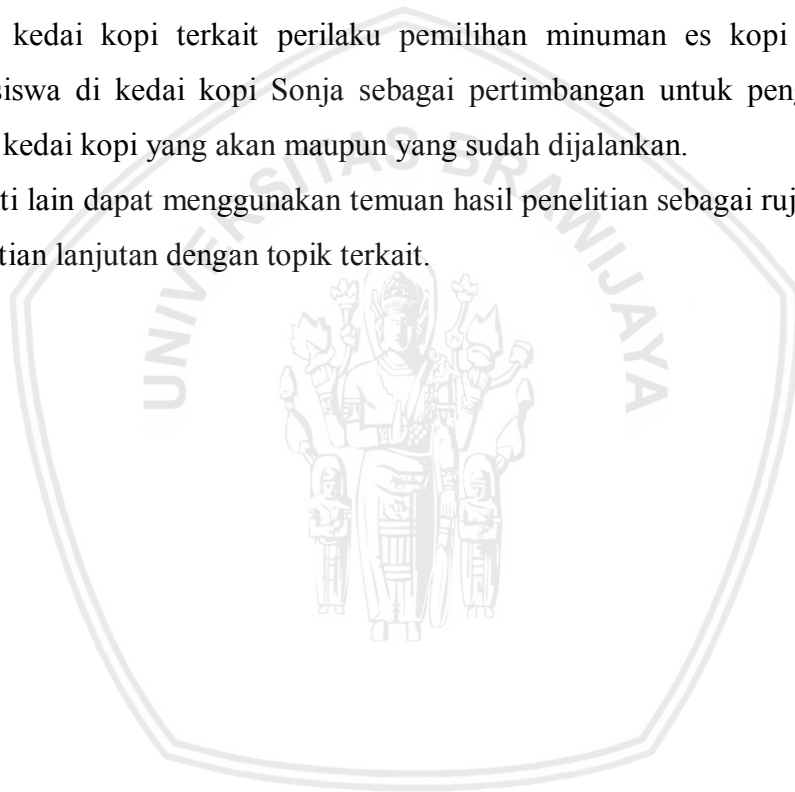 kedai kopi terkait perilaku pemilihan minuman es kopi
siswa di kedai kopi Sonja sebagai pertimbangan untuk peng
kedai kopi yang akan maupun yang sudah dijalankan.
ti lain dapat menggunakan temuan hasil penelitian sebagai ruj
tian lanjutan dengan topik terkait.
UNIVERSITAS BRAWIJAYA